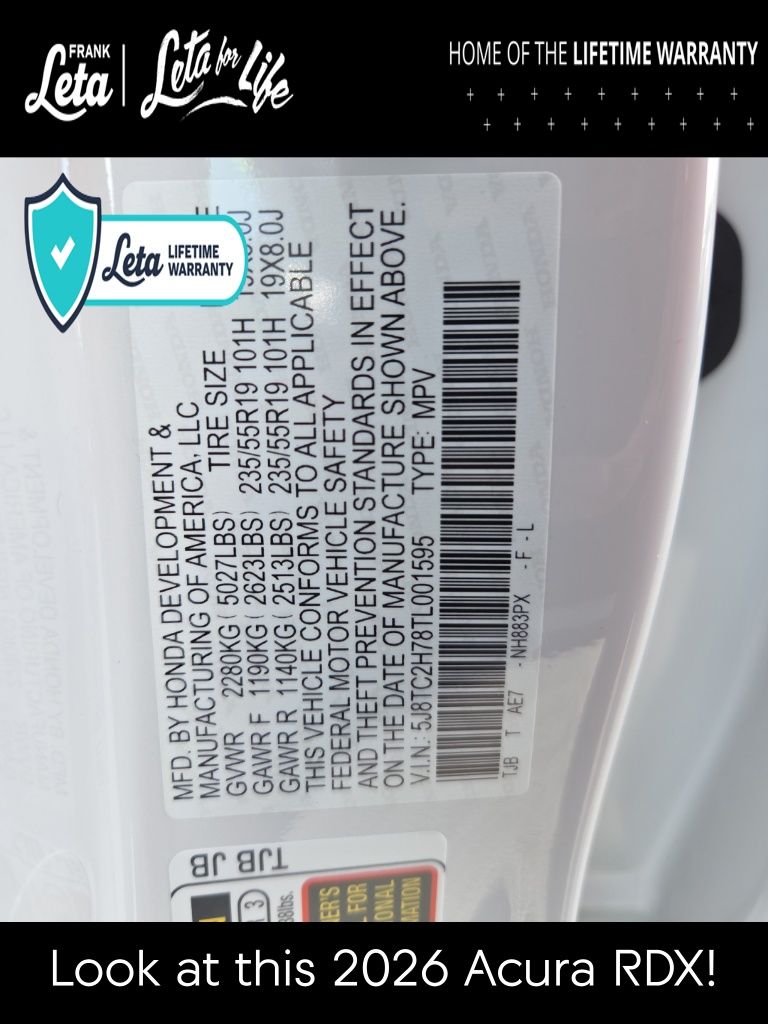 FRANK
Leta
Leta for Life
HOME OF THE LIFETIME WARRANTY
Leta LIFETIME
WARRANTY
MFD. BY HONDA DEVELOPMENT &
MANUFACTURING OF AMERICA, LLC
GVWR 2280KG ( 5027LBS) TIRE SIZE
GAWR F 1190KG ( 2623LBS) 235/55R19 101H
GAWR R 1140KG ( 2513LBS) 235/55R19 101H 19X8.0J
THIS VEHICLE CONFORMS TO ALL APPLICABLE
FEDERAL MOTOR VEHICLE SAFETY
AND THEFT PREVENTION STANDARDS IN EFFECT
ON THE DATE OF MANUFACTURE SHOWN ABOVE.
V.I.N.: 5J8TC2H78TL001595 TYPE: MPV
TJB T AE7 - NH883PX - F - L
TJB JB
Look at this 2026 Acura RDX!